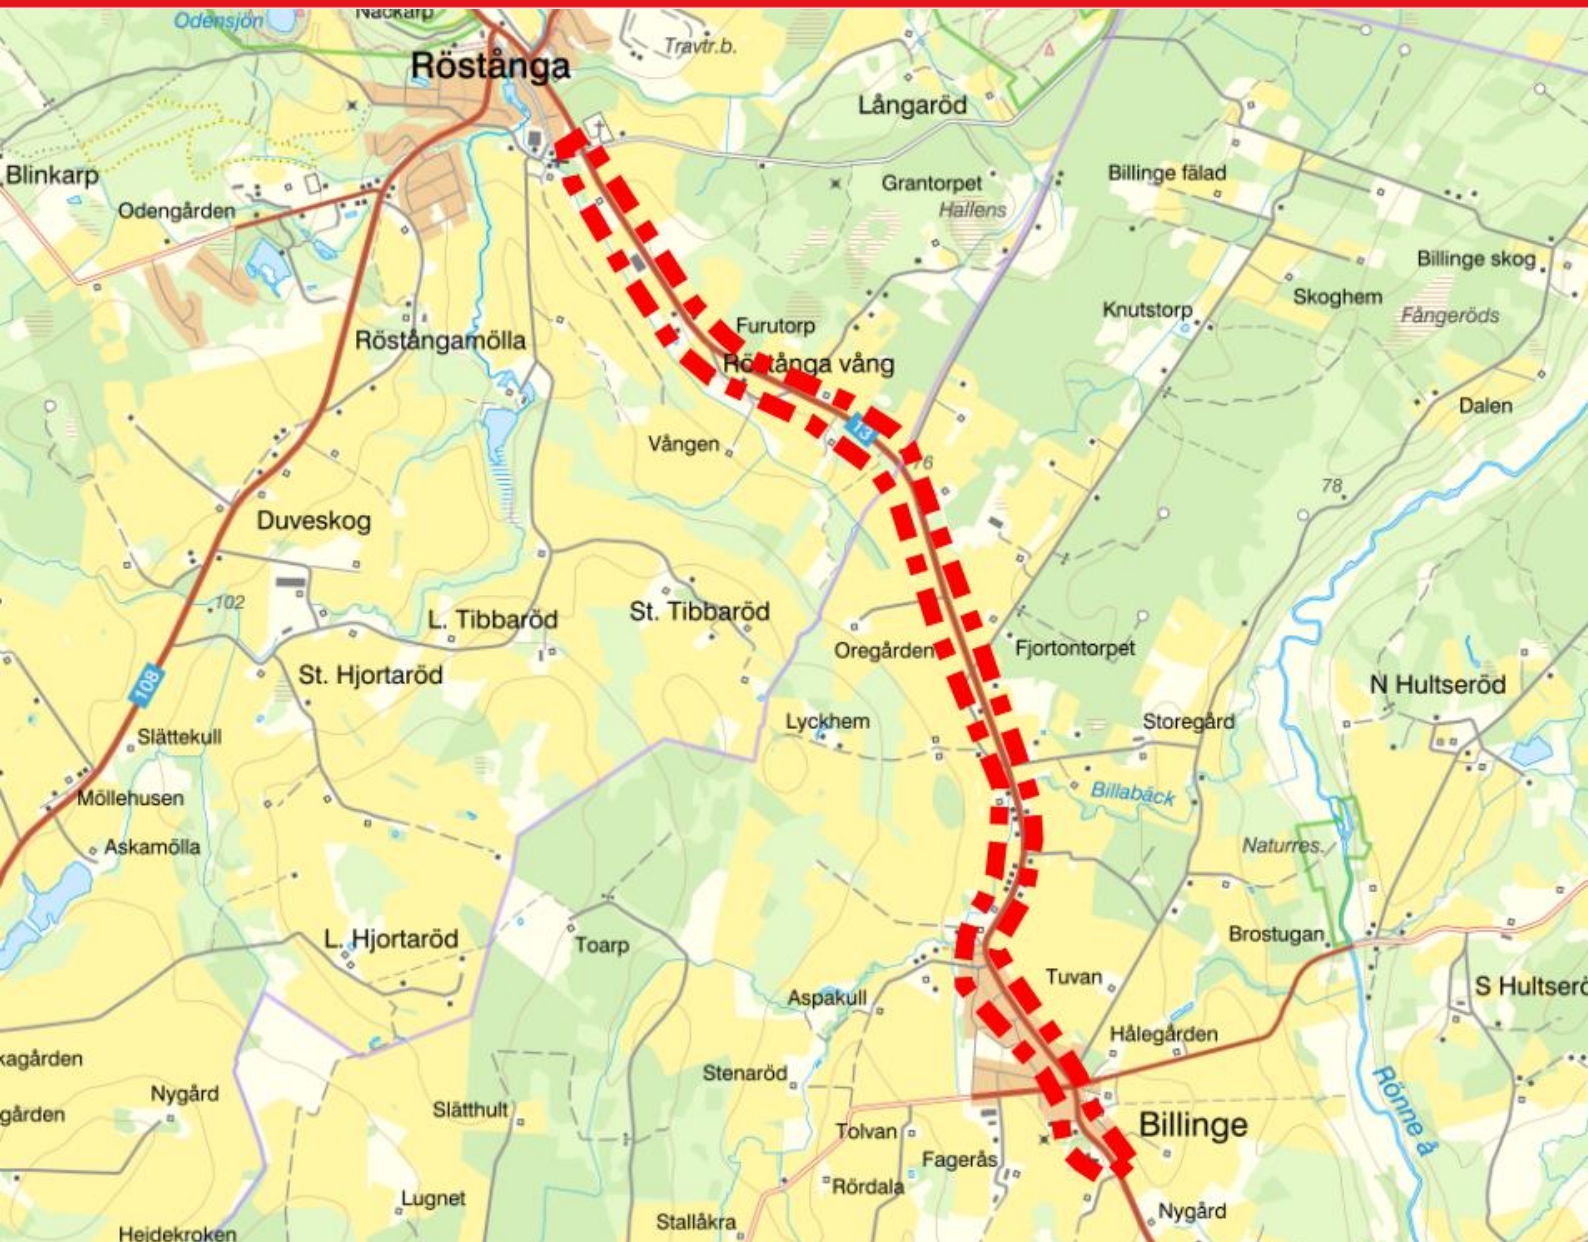 Odensjön
Nackarp
Röstånga
Travtr.b.
Långaröd
Blinkarp
Odengården
Grantorpet
Hallens
Billinge fälad
Billinge skog
Skoghem
Fångeröds
Knutstorp
Furutorp
Röstånga vång
Röstångamölla
13
76
Vången
Dalen
78
Duveskog
102
L. Tibbaröd
St. Tibbaröd
Oregården
Fjortontorpet
108
St. Hjortaröd
N Hultseröd
Lyckhem
Storegård
Slättekull
Billabäck
Möllehusen
Askamölla
Naturres.
L. Hjortaröd
Toarp
Brostugan
Tuvan
Aspakull
S Hultserö
Hålegården
kagården
Stenaröd
Nygård
Slätthult
gården
Rönne å
Billinge
Tolvan
Fagerås
Rördala
Lugnet
Stallåkra
Nygård
Hejdekroken